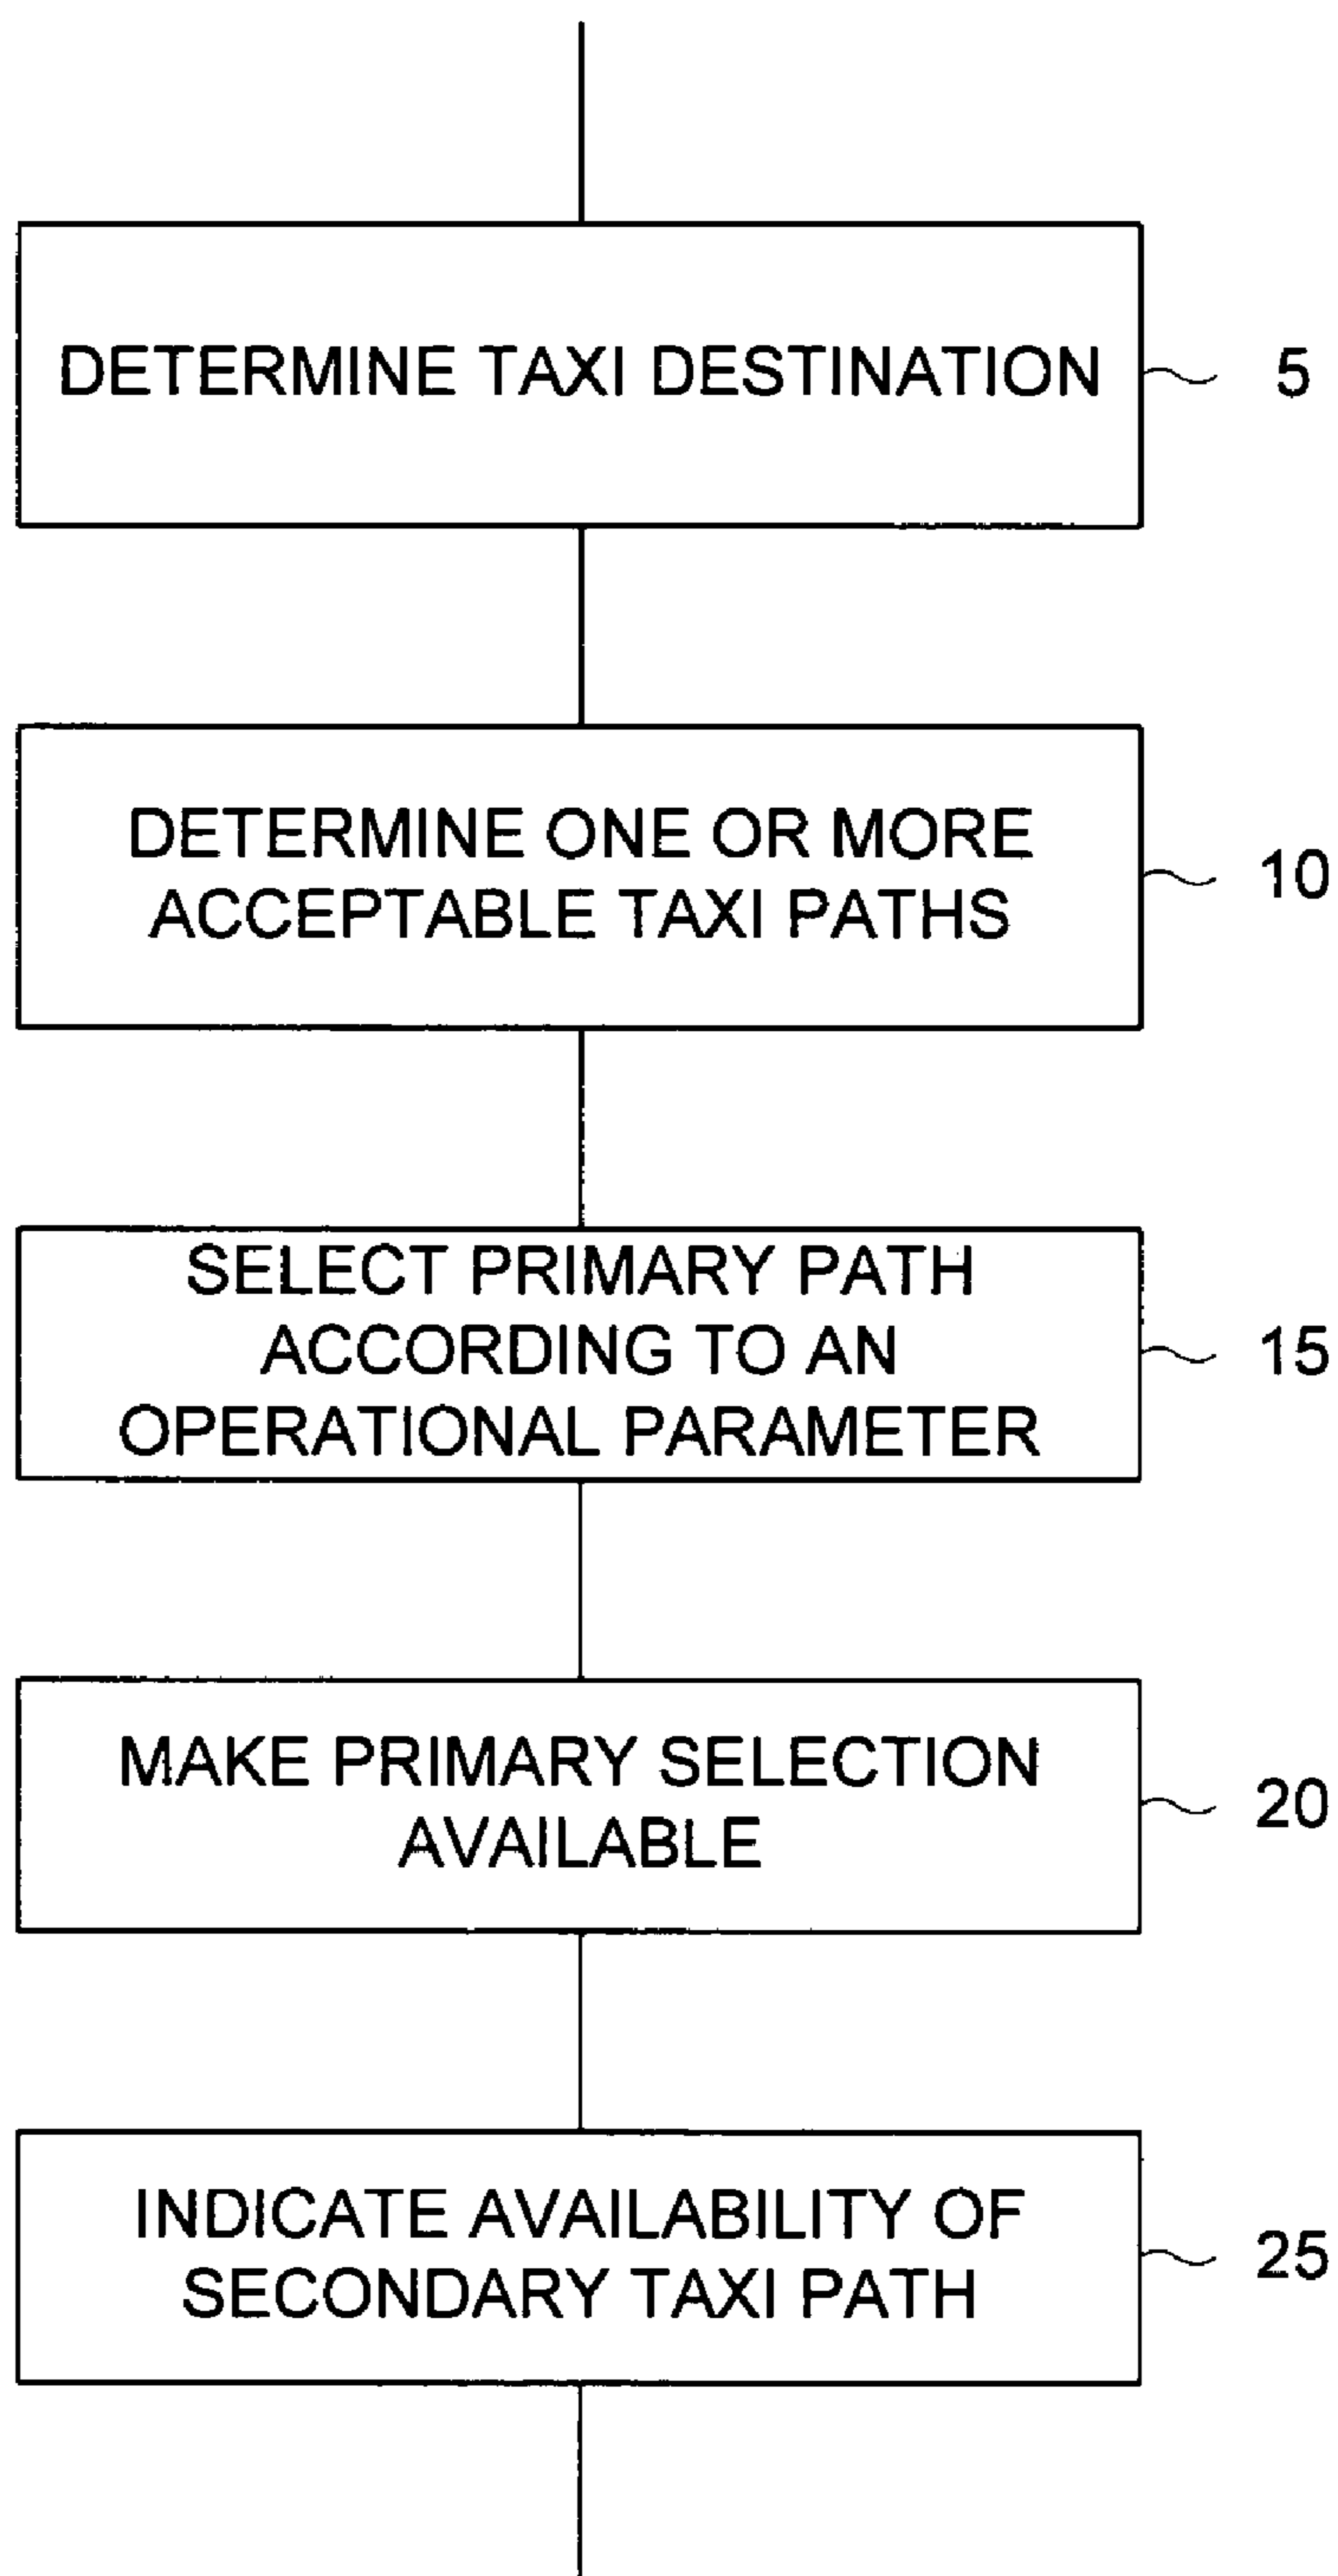 DETERMINE TAXI DESTINATION
5
DETERMINE ONE OR MORE
ACCEPTABLE TAXI PATHS
10
SELECT PRIMARY PATH
ACCORDING TO AN
OPERATIONAL PARAMETER
15
MAKE PRIMARY SELECTION
AVAILABLE
20
INDICATE AVAILABILITY OF
SECONDARY TAXI PATH
25